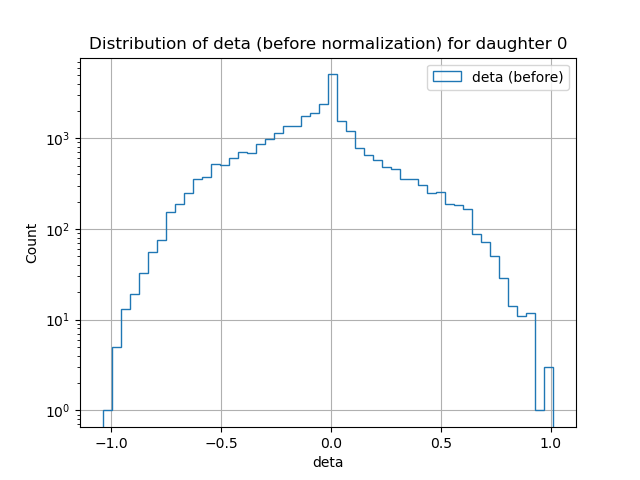 Distribution of deta (before normalization) for daughter 0
deta (before)
10³
10²
10¹
10⁰
Count
−1.0 −0.5 0.0 0.5 1.0
deta